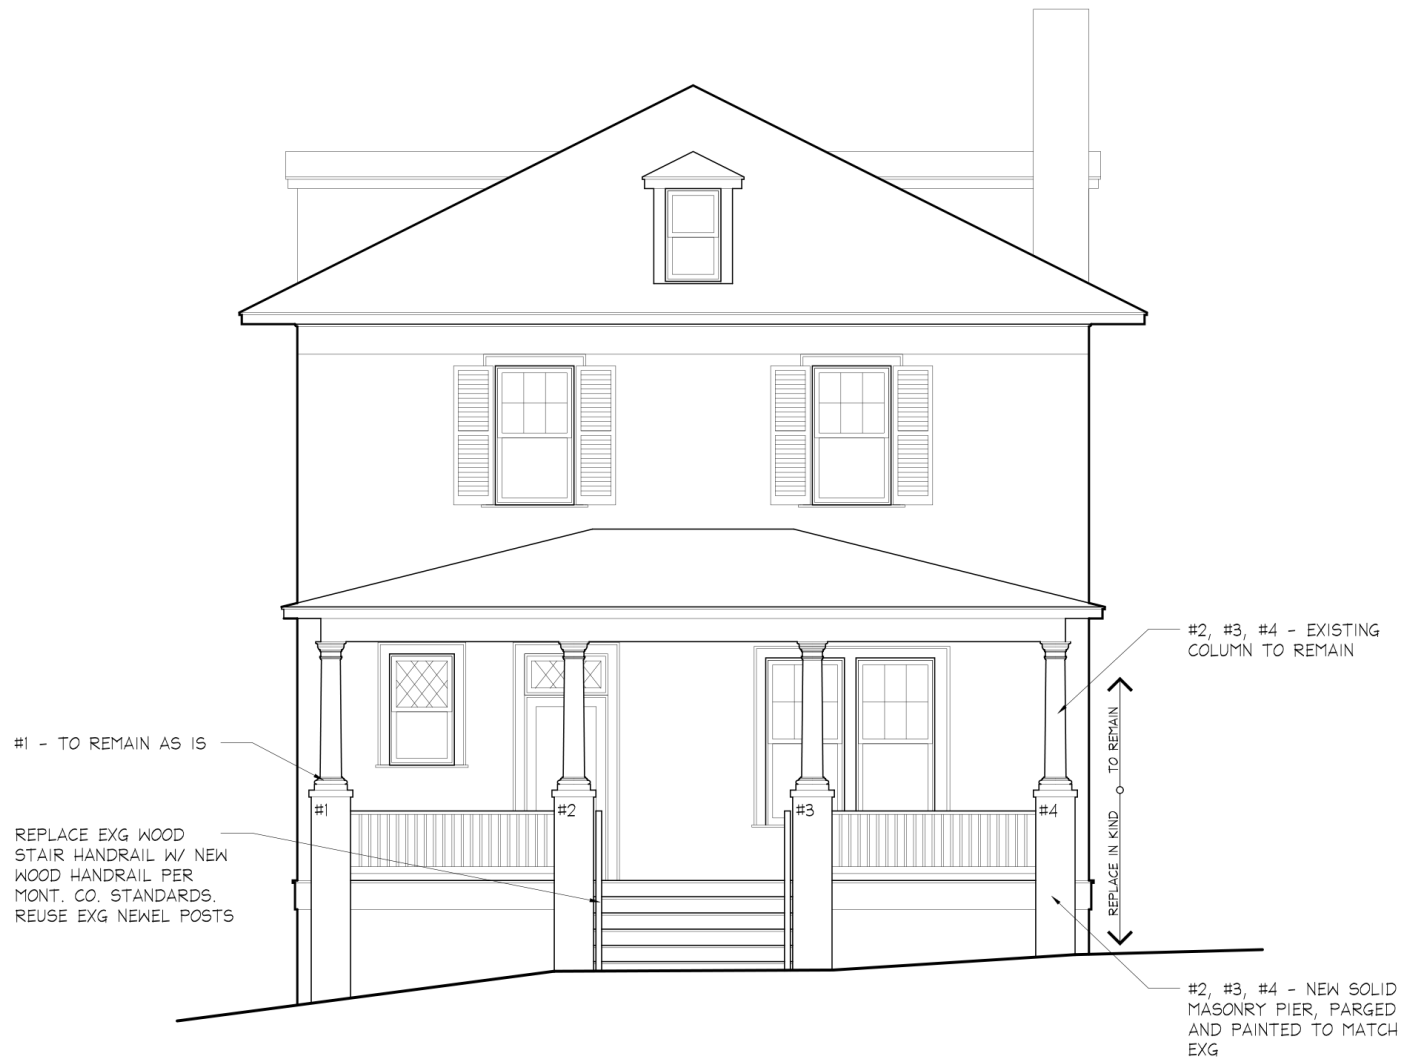 #2, #3, #4 - EXISTING
COLUMN TO REMAIN
TO REMAIN
REPLACE IN KIND
#1 - TO REMAIN AS IS
#1
#2
#3
#4
REPLACE EXG WOOD
STAIR HANDRAIL W/ NEW
WOOD HANDRAIL PER
MONT. CO. STANDARDS.
REUSE EXG NEWEL POSTS
#2, #3, #4 - NEW SOLID
MASONRY PIER, PARGED
AND PAINTED TO MATCH
EXG